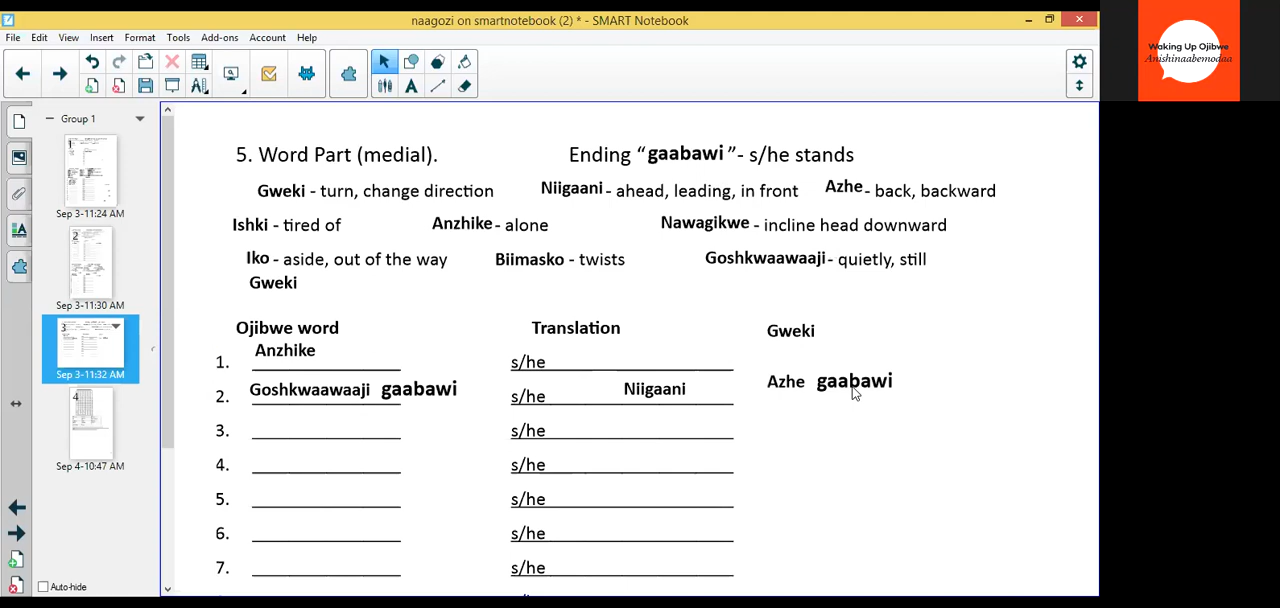 naagozi on smartnotebook (2) * - SMART Notebook
File Edit View Insert Format Tools Add-ons Account Help
Waking Up Ojibwe
Anishinaabemodaa
Group 1
1
Sep 3-11:24 AM
2
Sep 3-11:30 AM
3
Sep 3-11:32 AM
4
Sep 4-10:47 AM
Auto-hide
5. Word Part (medial). Ending “gaabawi”- s/he stands
Gweki - turn, change direction Niigaani - ahead, leading, in front Azhe - back, backward
Ishki - tired of Anzhike - alone Nawagikwe - incline head downward
Iko - aside, out of the way Biimasko - twists Goshkwaawaaji - quietly, still
Gweki
Ojibwe word Translation Gweki
Anzhike
1. s/he
Goshkwaawaaji gaabawi Niigaani Azhe gaabawi
2. s/he
3. s/he
4. s/he
5. s/he
6. s/he
7. s/he